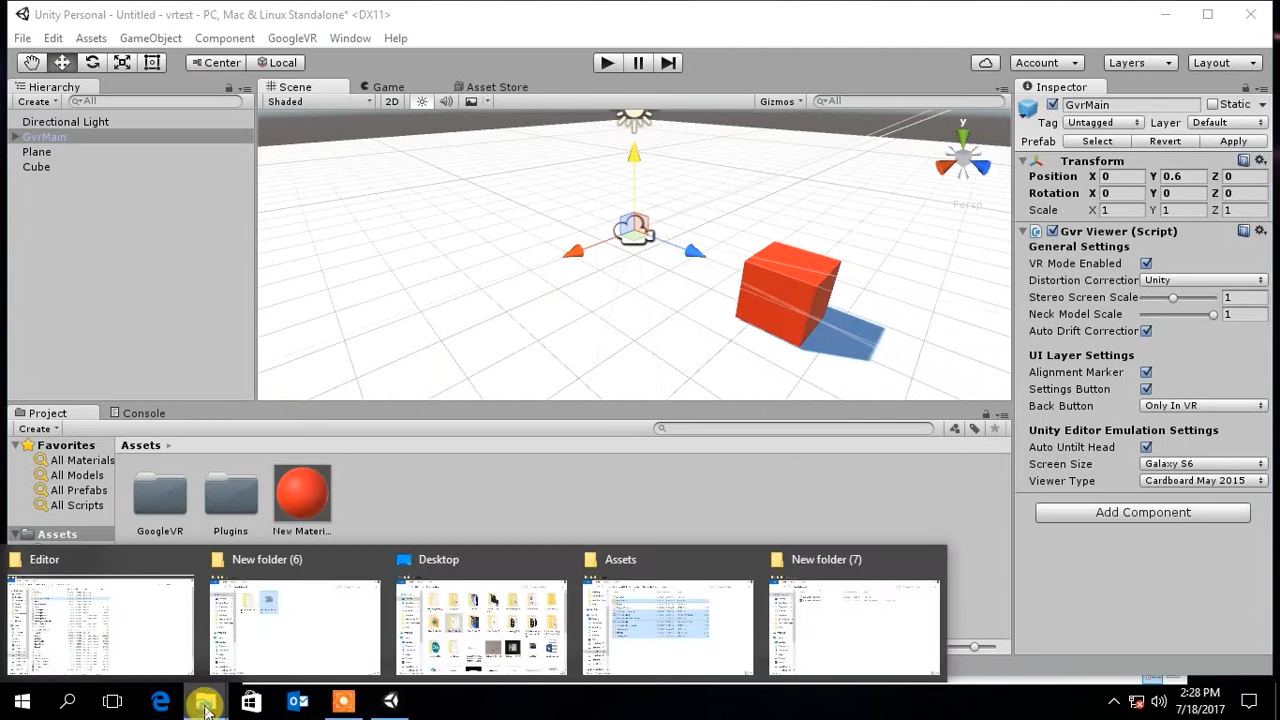 Unity Personal - Untitled - vrtest - PC, Mac & Linux Standalone* <DX11>
File Edit Assets GameObject Component GoogleVR Window Help
Center Local Account Layers Layout
Hierarchy Scene Game Asset Store Inspector
Create All Shaded 2D Gizmos All GvrMain Static
Directional Light
GvrMain
Plane
Cube
y
Persp
Tag Untagged Layer Default
Prefab Select Revert Apply
Transform
Position X 0 Y 0.6 Z 0
Rotation X 0 Y 0 Z 0
Scale X 1 Y 1 Z 1
Gvr Viewer (Script)
General Settings
VR Mode Enabled
Distortion Correction Unity
Stereo Screen Scale 1
Neck Model Scale 1
Auto Drift Correction
UI Layer Settings
Alignment Marker
Settings Button
Back Button Only In VR
Unity Editor Emulation Settings
Auto Untilt Head
Screen Size Galaxy S6
Viewer Type Cardboard May 2015
Add Component
Project Console
Create
Favorites
All Materials
All Models
All Prefabs
All Scripts
Assets
Assets
GoogleVR Plugins New Materi...
Editor New folder (6) Desktop Assets New folder (7)
2:28 PM
7/18/2017